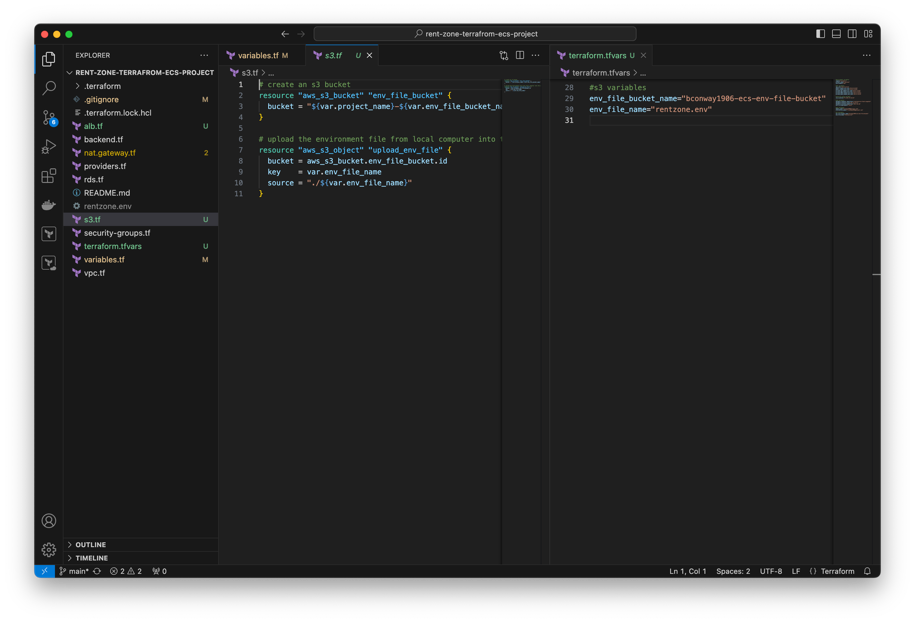 rent-zone-terrafrom-ecs-project
EXPLORER
RENT-ZONE-TERRAFROM-ECS-PROJECT
.terraform
.gitignore M
.terraform.lock.hcl
alb.tf U
backend.tf
nat.gateway.tf 2
providers.tf
rds.tf
README.md
rentzone.env
s3.tf U
security-groups.tf
terraform.tfvars U
variables.tf M
vpc.tf
OUTLINE
TIMELINE
6
variables.tf M
s3.tf U
s3.tf > ...
1 # create an s3 bucket
2 resource "aws_s3_bucket" "env_file_bucket" {
3 bucket = "${var.project_name}-${var.env_file_bucket_na
4 }
5
6 # upload the environment file from local computer into
7 resource "aws_s3_object" "upload_env_file" {
8 bucket = aws_s3_bucket.env_file_bucket.id
9 key = var.env_file_name
10 source = "./${var.env_file_name}"
11 }
terraform.tfvars U
terraform.tfvars > ...
28 #s3 variables
29 env_file_bucket_name="bconway1906-ecs-env-file-bucket"
30 env_file_name="rentzone.env"
31
main* 2 2 0
Ln 1, Col 1 Spaces: 2 UTF-8 LF {} Terraform